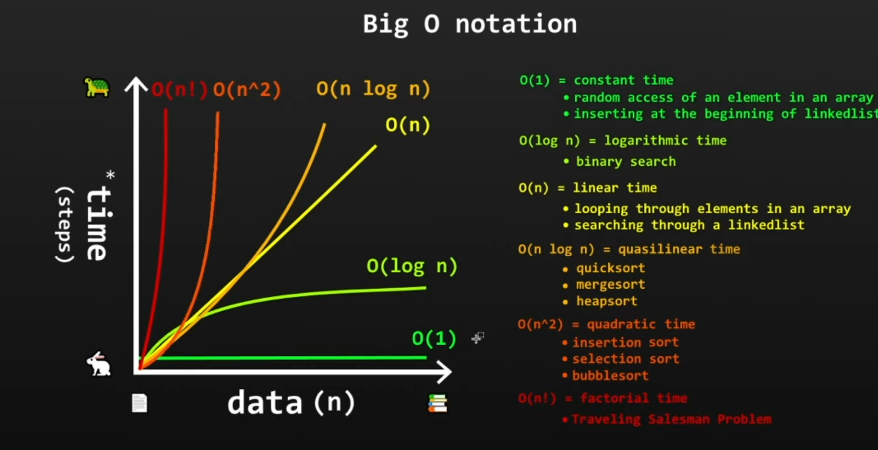 Big O notation
O(n!) O(n^2) O(n log n)
O(n)
O(log n)
O(1)
*time
(steps)
data (n)
O(1) = constant time
• random access of an element in an array
• inserting at the beginning of linkedlist
O(log n) = logarithmic time
• binary search
O(n) = linear time
• looping through elements in an array
• searching through a linkedlist
O(n log n) = quasilinear time
• quicksort
• mergesort
• heapsort
O(n^2) = quadratic time
• insertion sort
• selection sort
• bubblesort
O(n!) = factorial time
• Traveling Salesman Problem